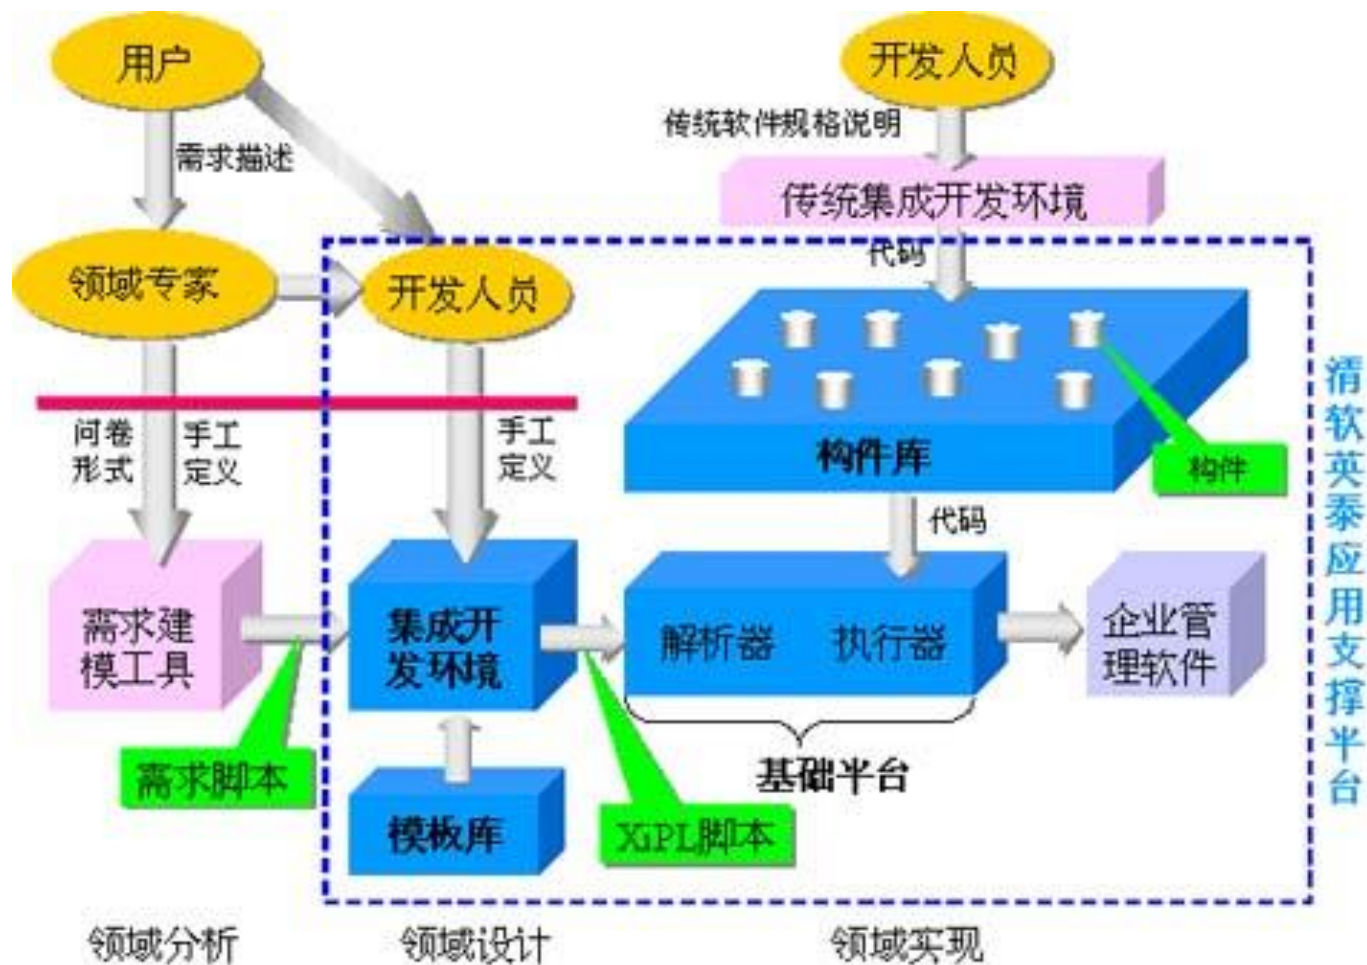 用户
开发人员
传统软件规格说明
需求描述
传统集成开发环境
代码
领域专家
开发人员
问卷
形式
手工
定义
手工
定义
构件库
构件
代码
需求建
模工具
集成开
发环境
解析器
执行器
企业管
理软件
需求脚本
模板库
XiPL脚本
基础平台
清软英泰应用支撑平台
领域分析
领域设计
领域实现